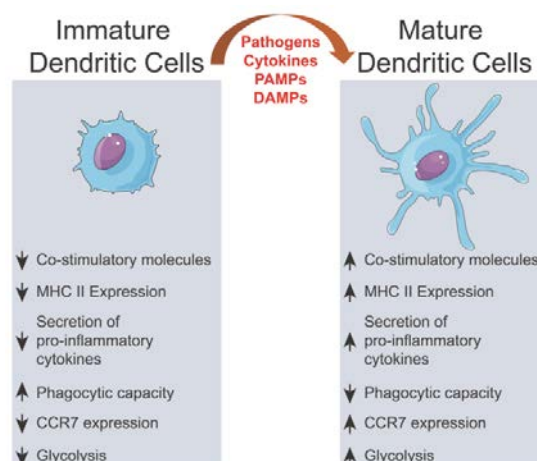 Immature
Dendritic Cells
Pathogens
Cytokines
PAMPs
DAMPs
Mature
Dendritic Cells
Co-stimulatory molecules
MHC II Expression
Secretion of
pro-inflammatory
cytokines
Phagocytic capacity
CCR7 expression
Glycolysis
Co-stimulatory molecules
MHC II Expression
Secretion of
pro-inflammatory
cytokines
Phagocytic capacity
CCR7 expression
Glycolysis